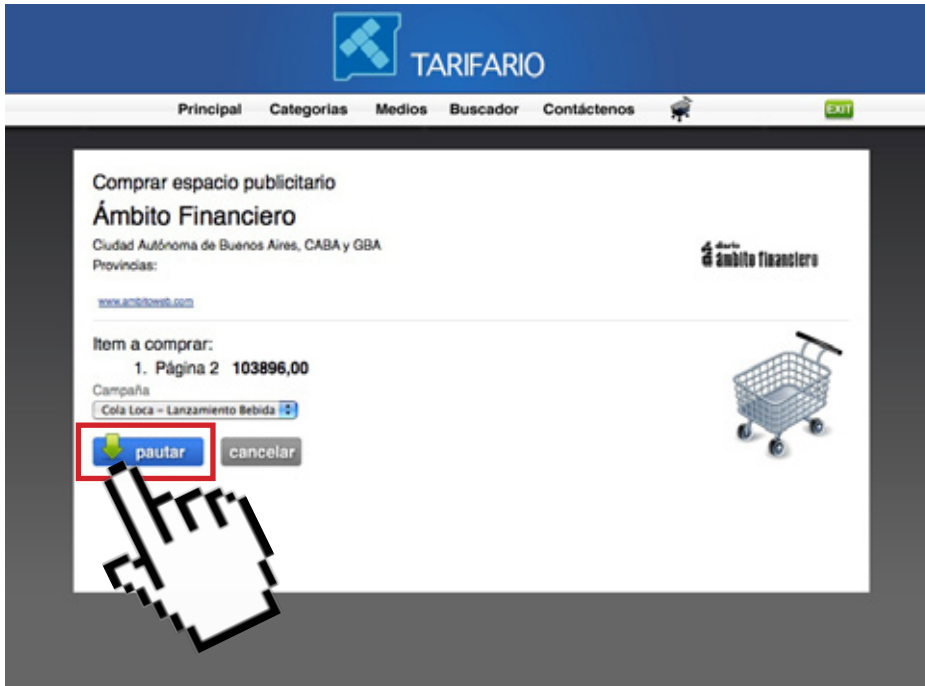 TARIFARIO
Principal Categorias Medios Buscador Contáctenos EXIT
Comprar espacio publicitario
Ámbito Financiero
Ciudad Autónoma de Buenos Aires, CABA y GBA
Provincias:
diario
ámbito financiero
www.ambitoweb.com
Item a comprar:
1. Página 2 103896,00
Campaña
Cola Loca - Lanzamiento Bebida
pautar cancelar